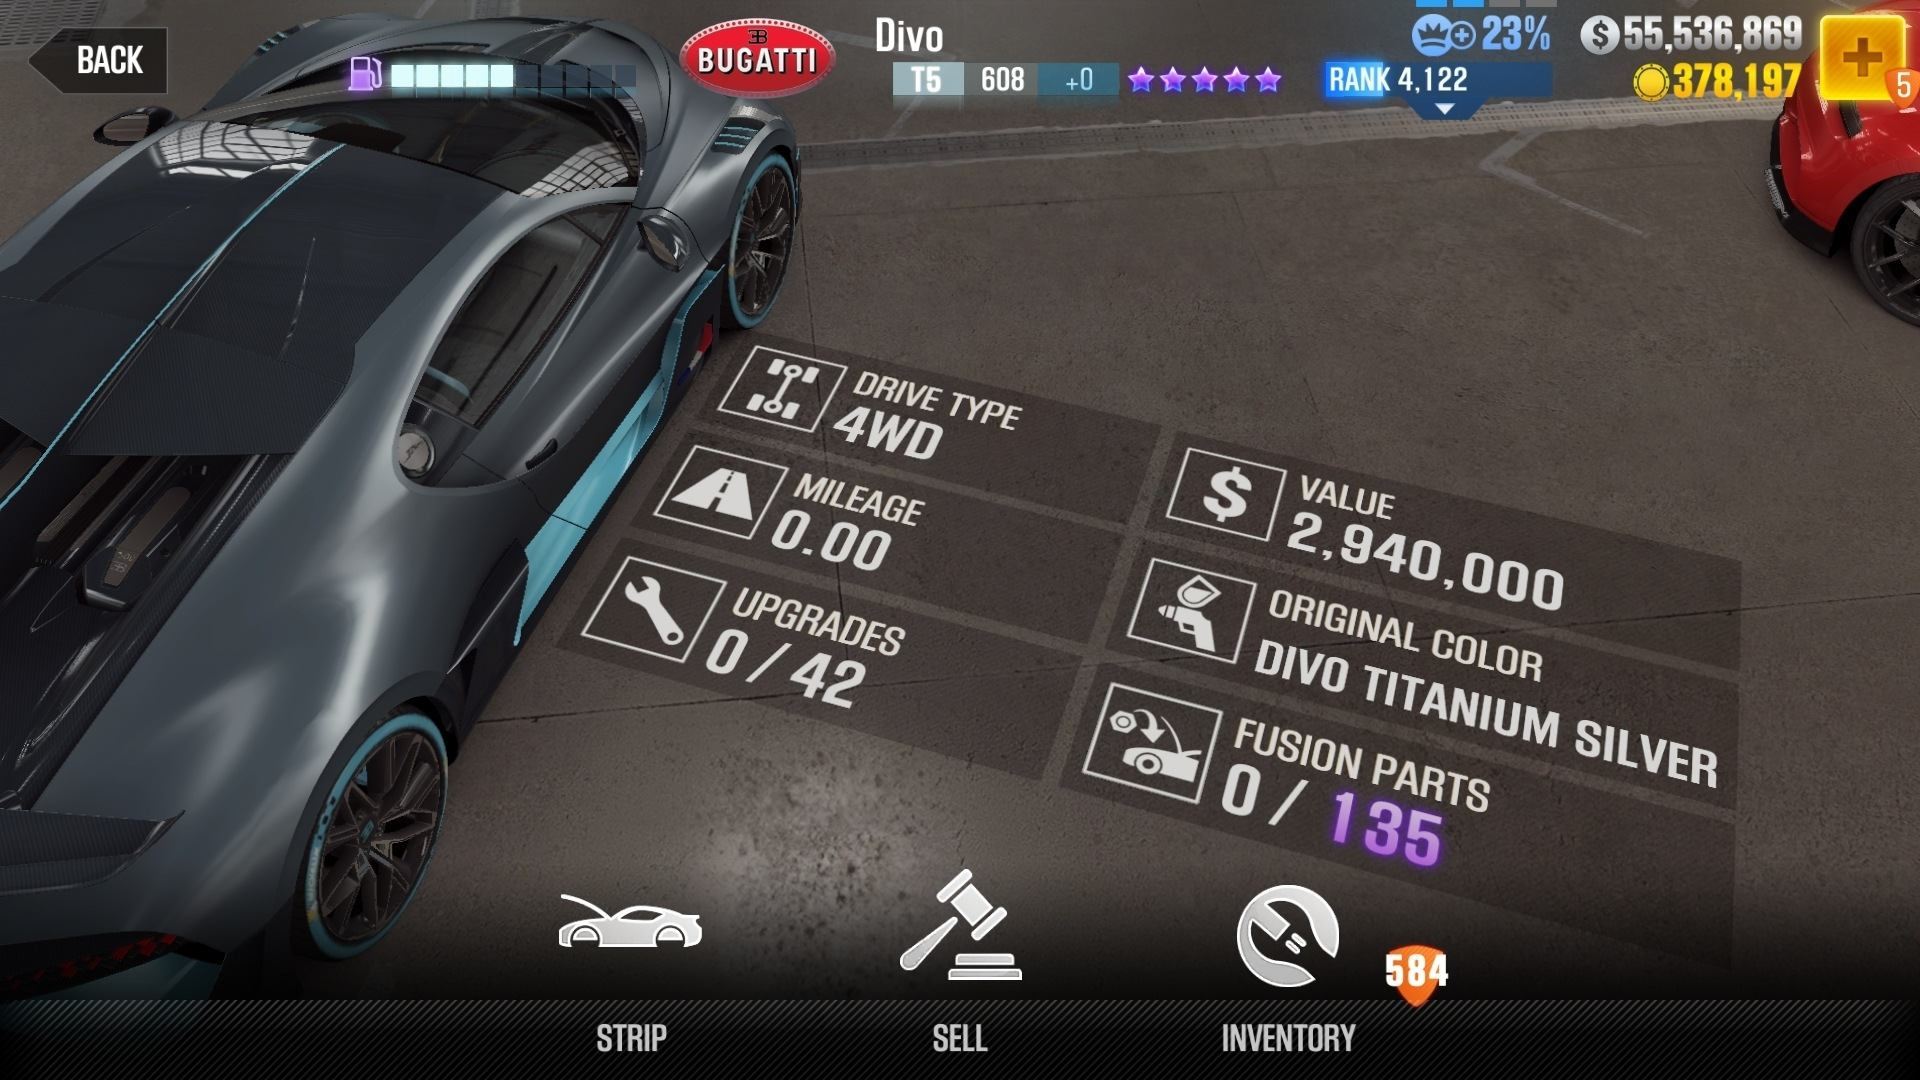 BACK
BUGATTI
Divo
T5 608 +0
23%
RANK 4,122
55,536,869
378,197
5
DRIVE TYPE
4WD
MILEAGE
0.00
UPGRADES
0 / 42
VALUE
2,940,000
ORIGINAL COLOR
DIVO TITANIUM SILVER
FUSION PARTS
0 / 135
584
STRIP
SELL
INVENTORY